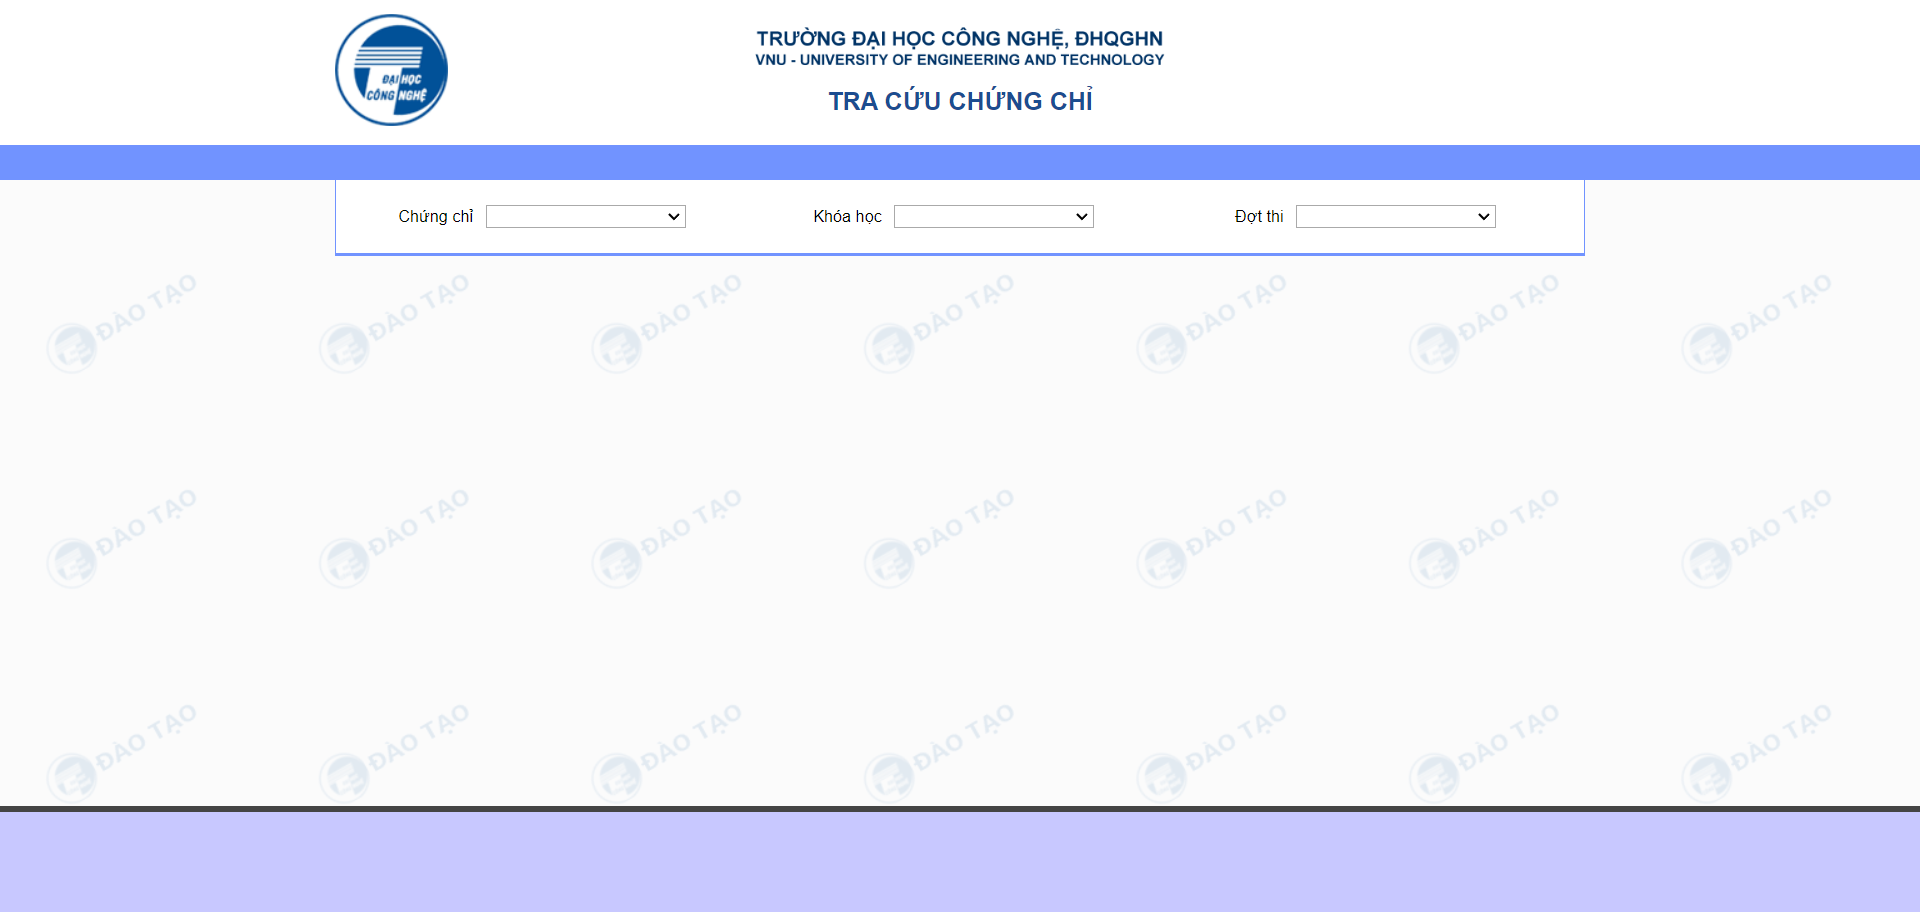 ĐẠI HỌC
CÔNG NGHỆ
TRƯỜNG ĐẠI HỌC CÔNG NGHỆ, ĐHQGHN
VNU - UNIVERSITY OF ENGINEERING AND TECHNOLOGY
TRA CỨU CHỨNG CHỈ
Chứng chỉ Khóa học Đợt thi
ĐÀO TẠO ĐÀO TẠO ĐÀO TẠO ĐÀO TẠO ĐÀO TẠO ĐÀO TẠO ĐÀO TẠO
ĐÀO TẠO ĐÀO TẠO ĐÀO TẠO ĐÀO TẠO ĐÀO TẠO ĐÀO TẠO ĐÀO TẠO
ĐÀO TẠO ĐÀO TẠO ĐÀO TẠO ĐÀO TẠO ĐÀO TẠO ĐÀO TẠO ĐÀO TẠO